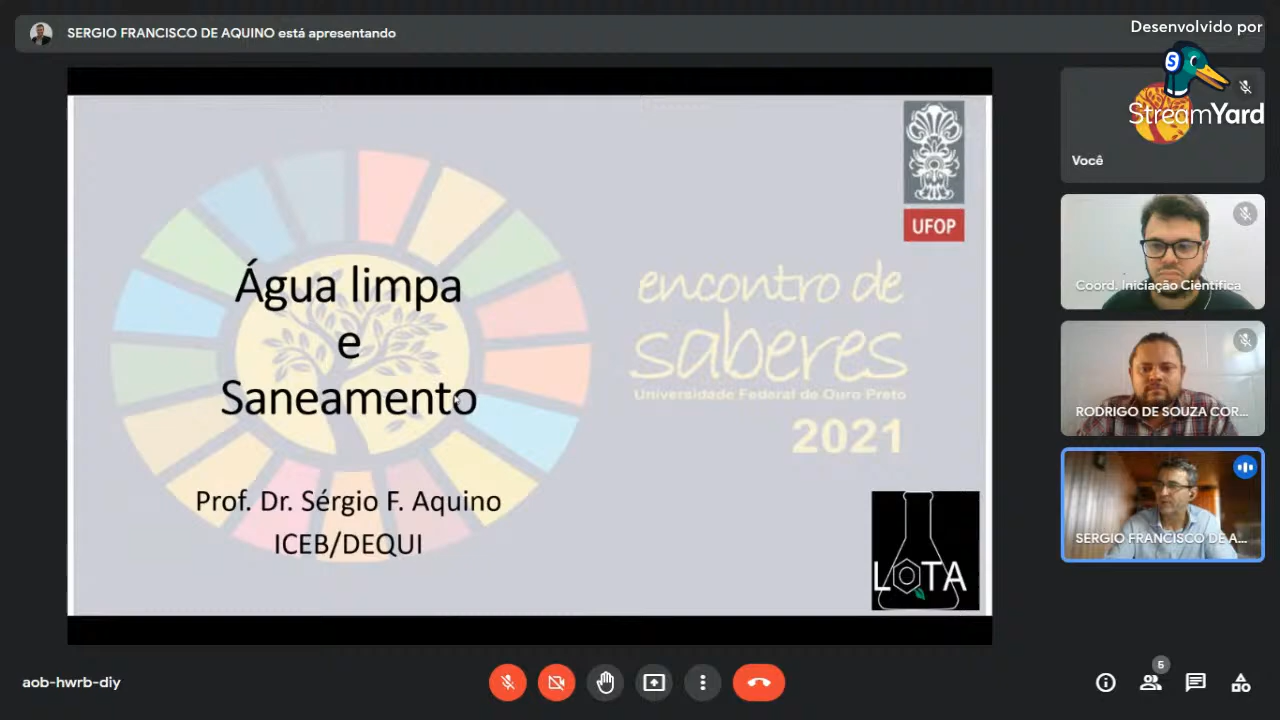 SERGIO FRANCISCO DE AQUINO está apresentando
Desenvolvido por
StreamYard
Você
Coord. Iniciação Científica
RODRIGO DE SOUZA COR...
SERGIO FRANCISCO DE A...
UFOP
Água limpa
e
Saneamento
Prof. Dr. Sérgio F. Aquino
ICEB/DEQUI
encontro de
saberes
Universidade Federal de Ouro Preto
2021
LOTA
aob-hwrb-diy
5